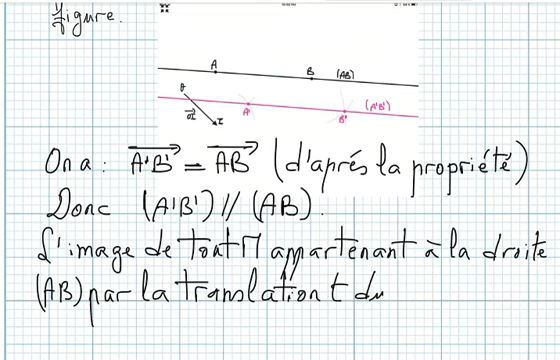 figure.
A B (AB)
O (A'B')
I A' B'
On a : A'B' = AB (d'après la propriété)
Donc (A'B') // (AB).
L'image de tout M appartenant à la droite
(AB) par la translation t du